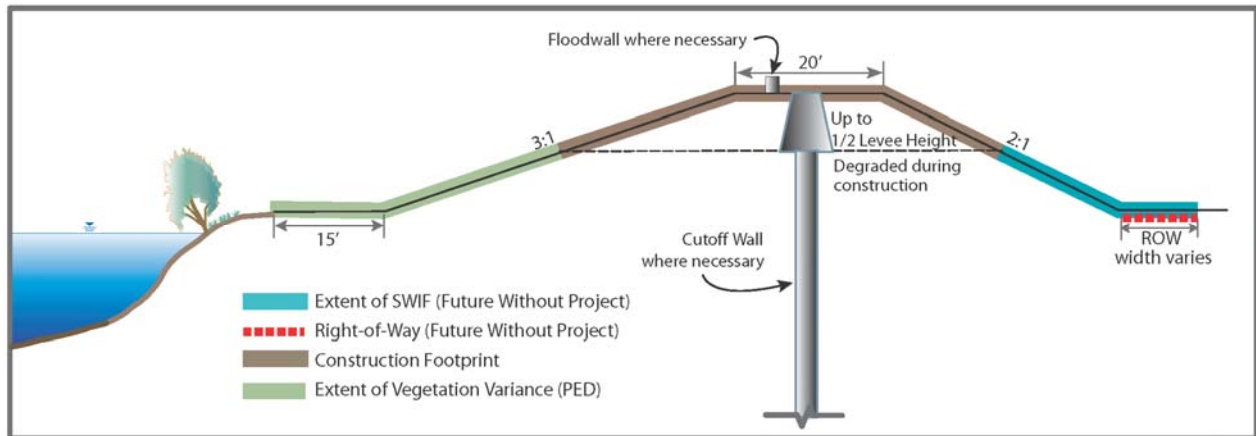 Floodwall where necessary
20'
3:1
Up to
1/2 Levee Height
Degraded during
construction
2:1
15'
Cutoff Wall
where necessary
ROW
width varies
Extent of SWIF (Future Without Project)
Right-of-Way (Future Without Project)
Construction Footprint
Extent of Vegetation Variance (PED)